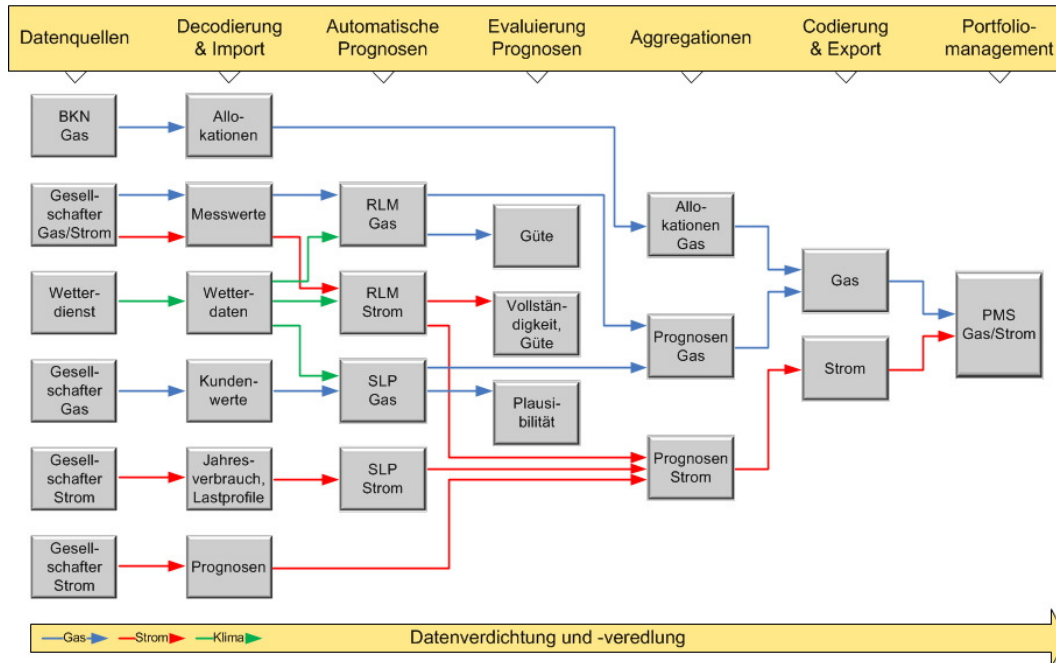 Datenquellen
Decodierung
& Import
Automatische
Prognosen
Evaluierung
Prognosen
Aggregationen
Codierung
& Export
Portfolio-
management
BKN
Gas
Allo-
kationen
Gesell-
schafter
Gas/Strom
Messwerte
RLM
Gas
Güte
Allo-
kationen
Gas
Wetter-
dienst
Wetter-
daten
RLM
Strom
Vollstän-
digkeit,
Güte
Prognosen
Gas
Gas
PMS
Gas/Strom
Gesell-
schafter
Gas
Kunden-
werte
SLP
Gas
Plausi-
bilität
Strom
Gesell-
schafter
Strom
Jahres-
verbrauch,
Lastprofile
SLP
Strom
Prognosen
Strom
Gesell-
schafter
Strom
Prognosen
Gas
Strom
Klima
Datenverdichtung und -veredlung